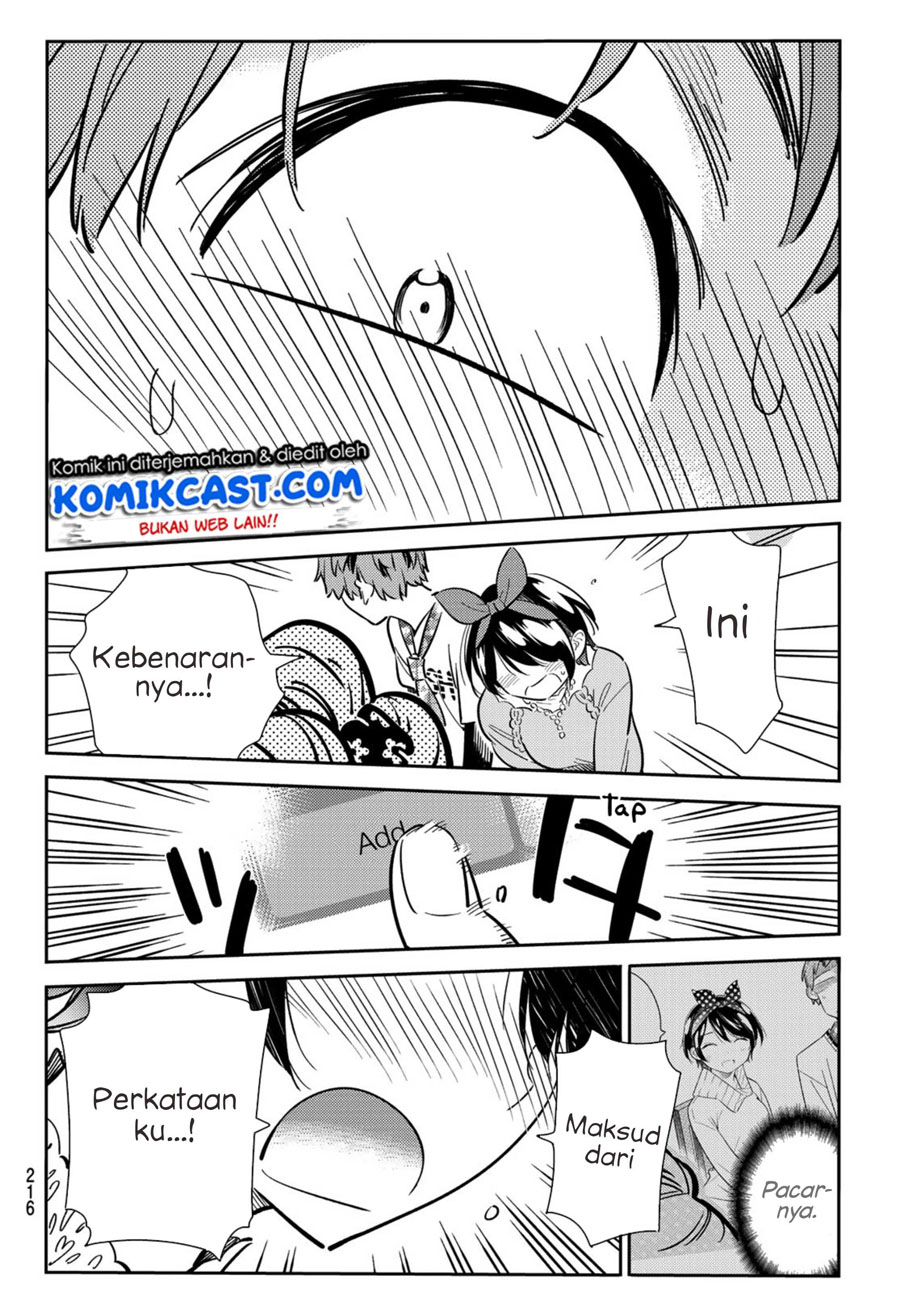 Komik ini diterjemahkan & diedit oleh
KOMIKCAST.COM
BUKAN WEB LAIN!!
Ini
Kebenaran-
nya...!
tap
Add
Pacar-
nya.
Maksud
dari
Perkataan
ku...!
216